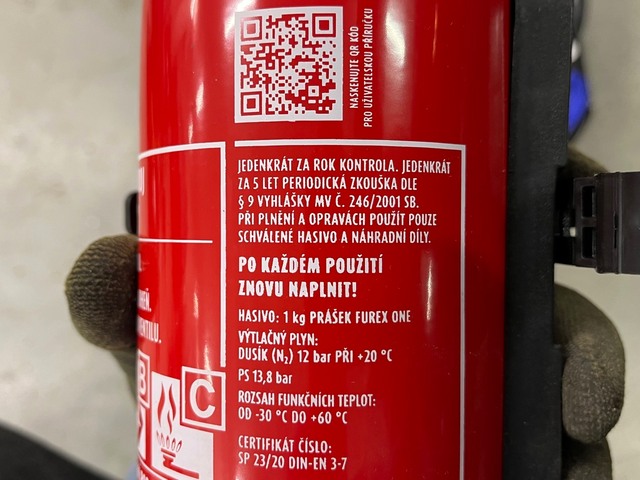 NASKENUJTE QR KÓD
PRO UŽIVATELSKOU PŘÍRUČKU
JEDENKRÁT ZA ROK KONTROLA. JEDENKRÁT
ZA 5 LET PERIODICKÁ ZKOUŠKA DLE
§ 9 VYHLÁŠKY MV Č. 246/2001 SB.
PŘI PLNĚNÍ A OPRAVÁCH POUŽÍT POUZE
SCHVÁLENÉ HASIVO A NÁHRADNÍ DÍLY.
PO KAŽDÉM POUŽITÍ
ZNOVU NAPLNIT!
HASIVO: 1 kg PRÁŠEK FUREX ONE
VÝTLAČNÝ PLYN:
DUSÍK (N₂) 12 bar PŘI +20 °C
PS 13,8 bar
ROZSAH FUNKČNÍCH TEPLOT:
OD -30 °C DO +60 °C
CERTIFIKÁT ČÍSLO:
SP 23/20 DIN-EN 3-7
B
C